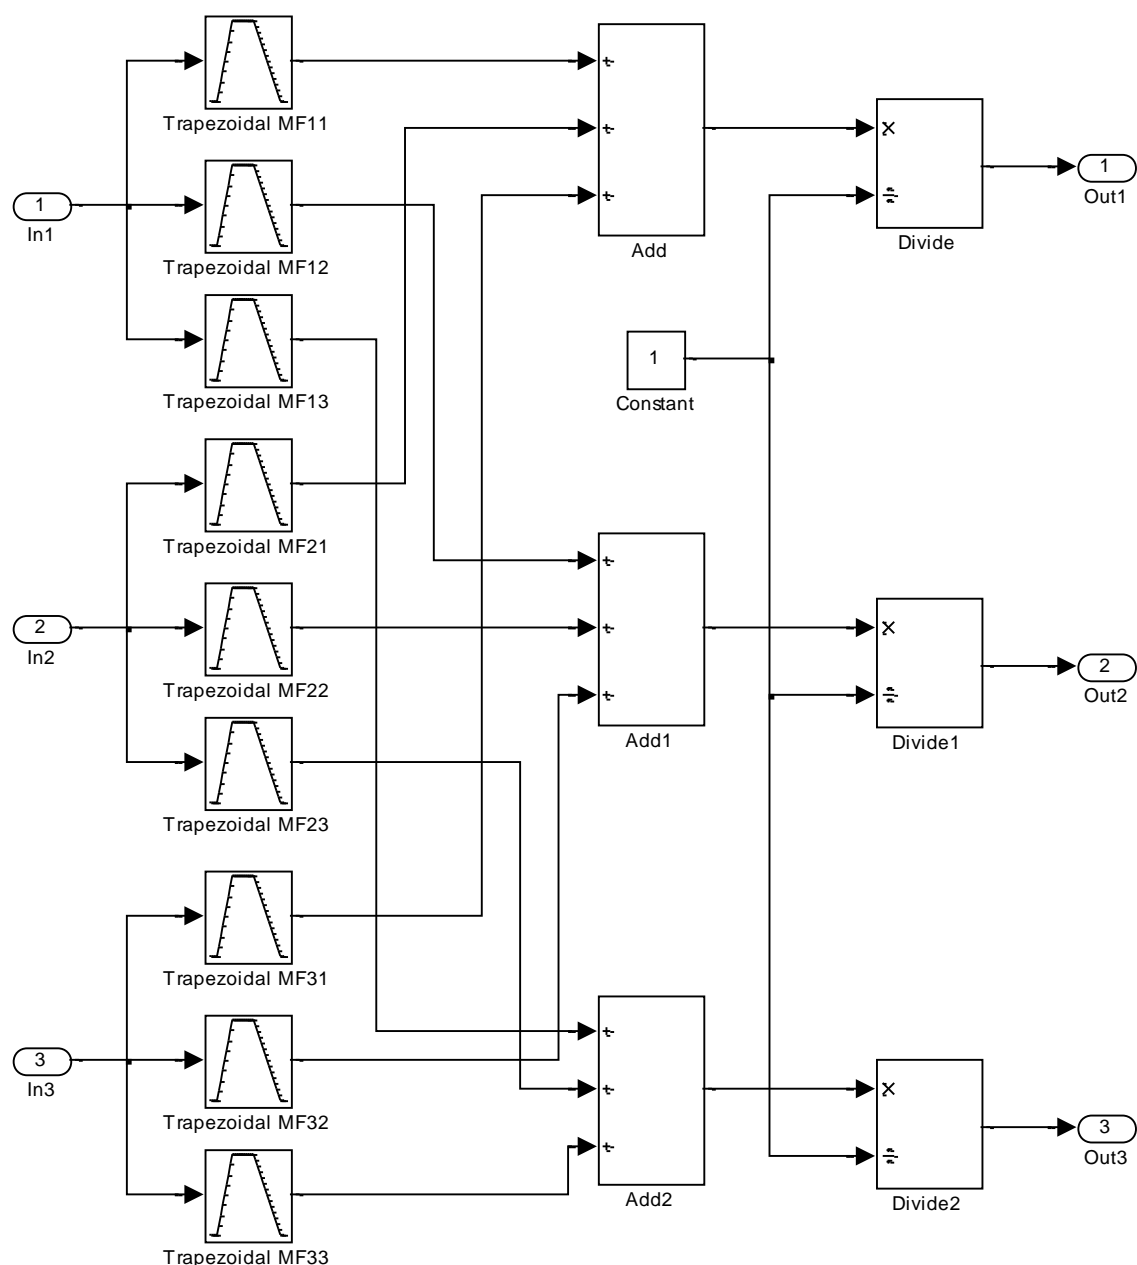 Trapezoidal MF11
1
In1
Trapezoidal MF12
Trapezoidal MF13
Trapezoidal MF21
2
In2
Trapezoidal MF22
Trapezoidal MF23
Trapezoidal MF31
3
In3
Trapezoidal MF32
Trapezoidal MF33
+
+
+
Add
1
Constant
+
+
+
Add1
+
+
+
Add2
×
÷
Divide
×
÷
Divide1
×
÷
Divide2
1
Out1
2
Out2
3
Out3